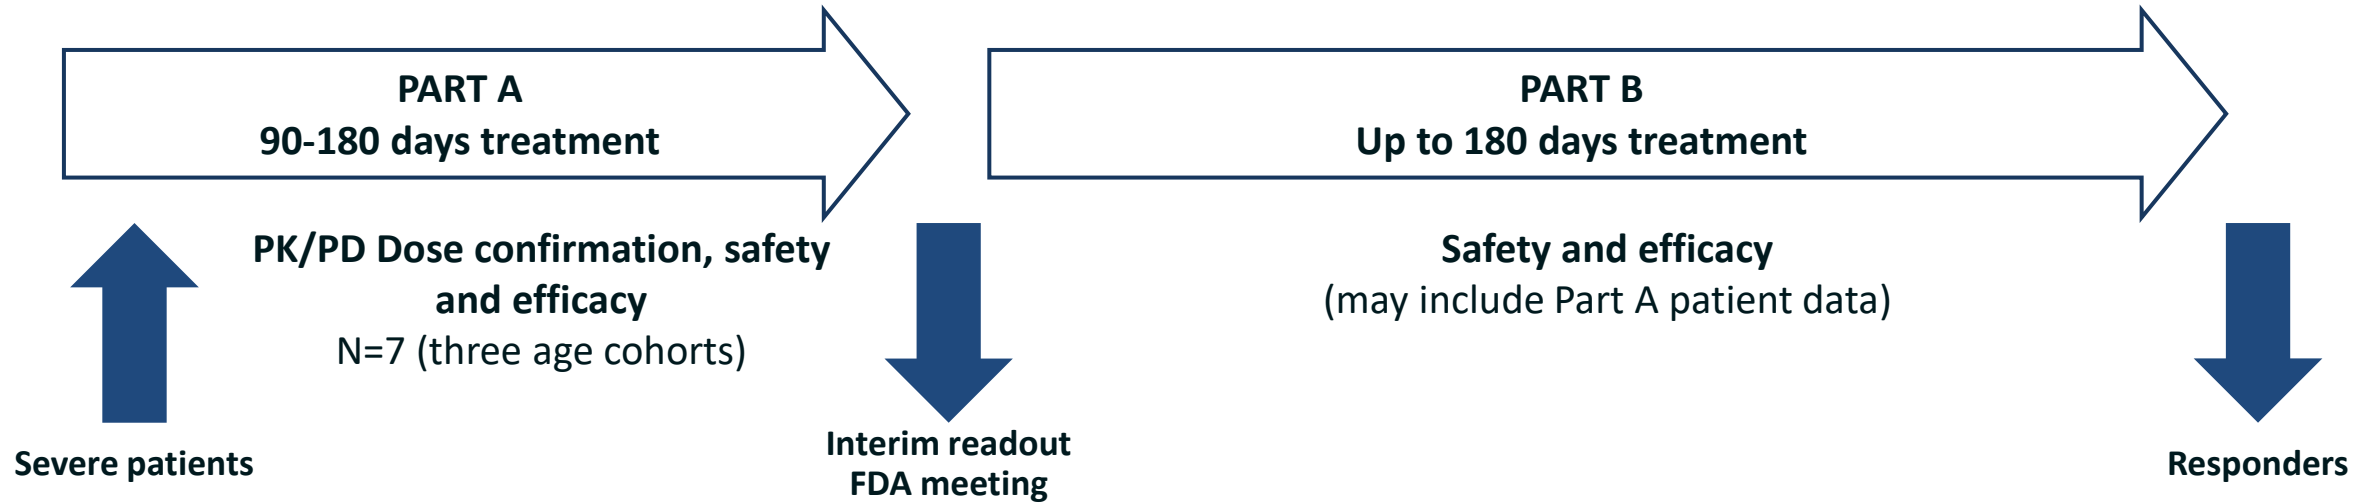 PART A
90-180 days treatment
PART B
Up to 180 days treatment
PK/PD Dose confirmation, safety
and efficacy
N=7 (three age cohorts)
Safety and efficacy
(may include Part A patient data)
Severe patients
Interim readout
FDA meeting
Responders